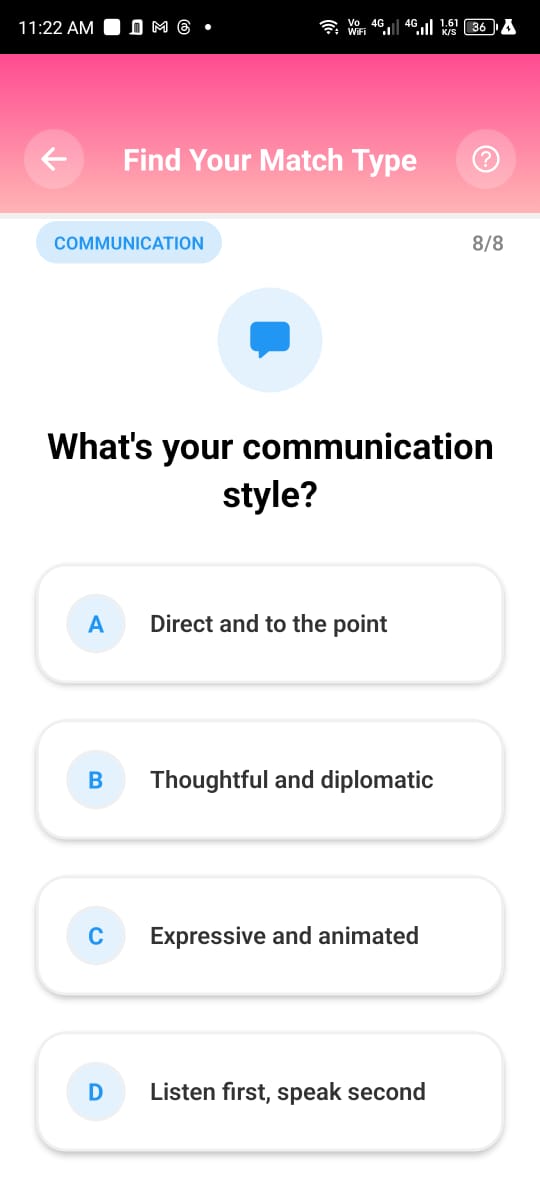 11:22 AM
Vo WiFi 4G 4G 1.61 K/S 36
Find Your Match Type
?
COMMUNICATION
8/8
What's your communication
style?
A Direct and to the point
B Thoughtful and diplomatic
C Expressive and animated
D Listen first, speak second